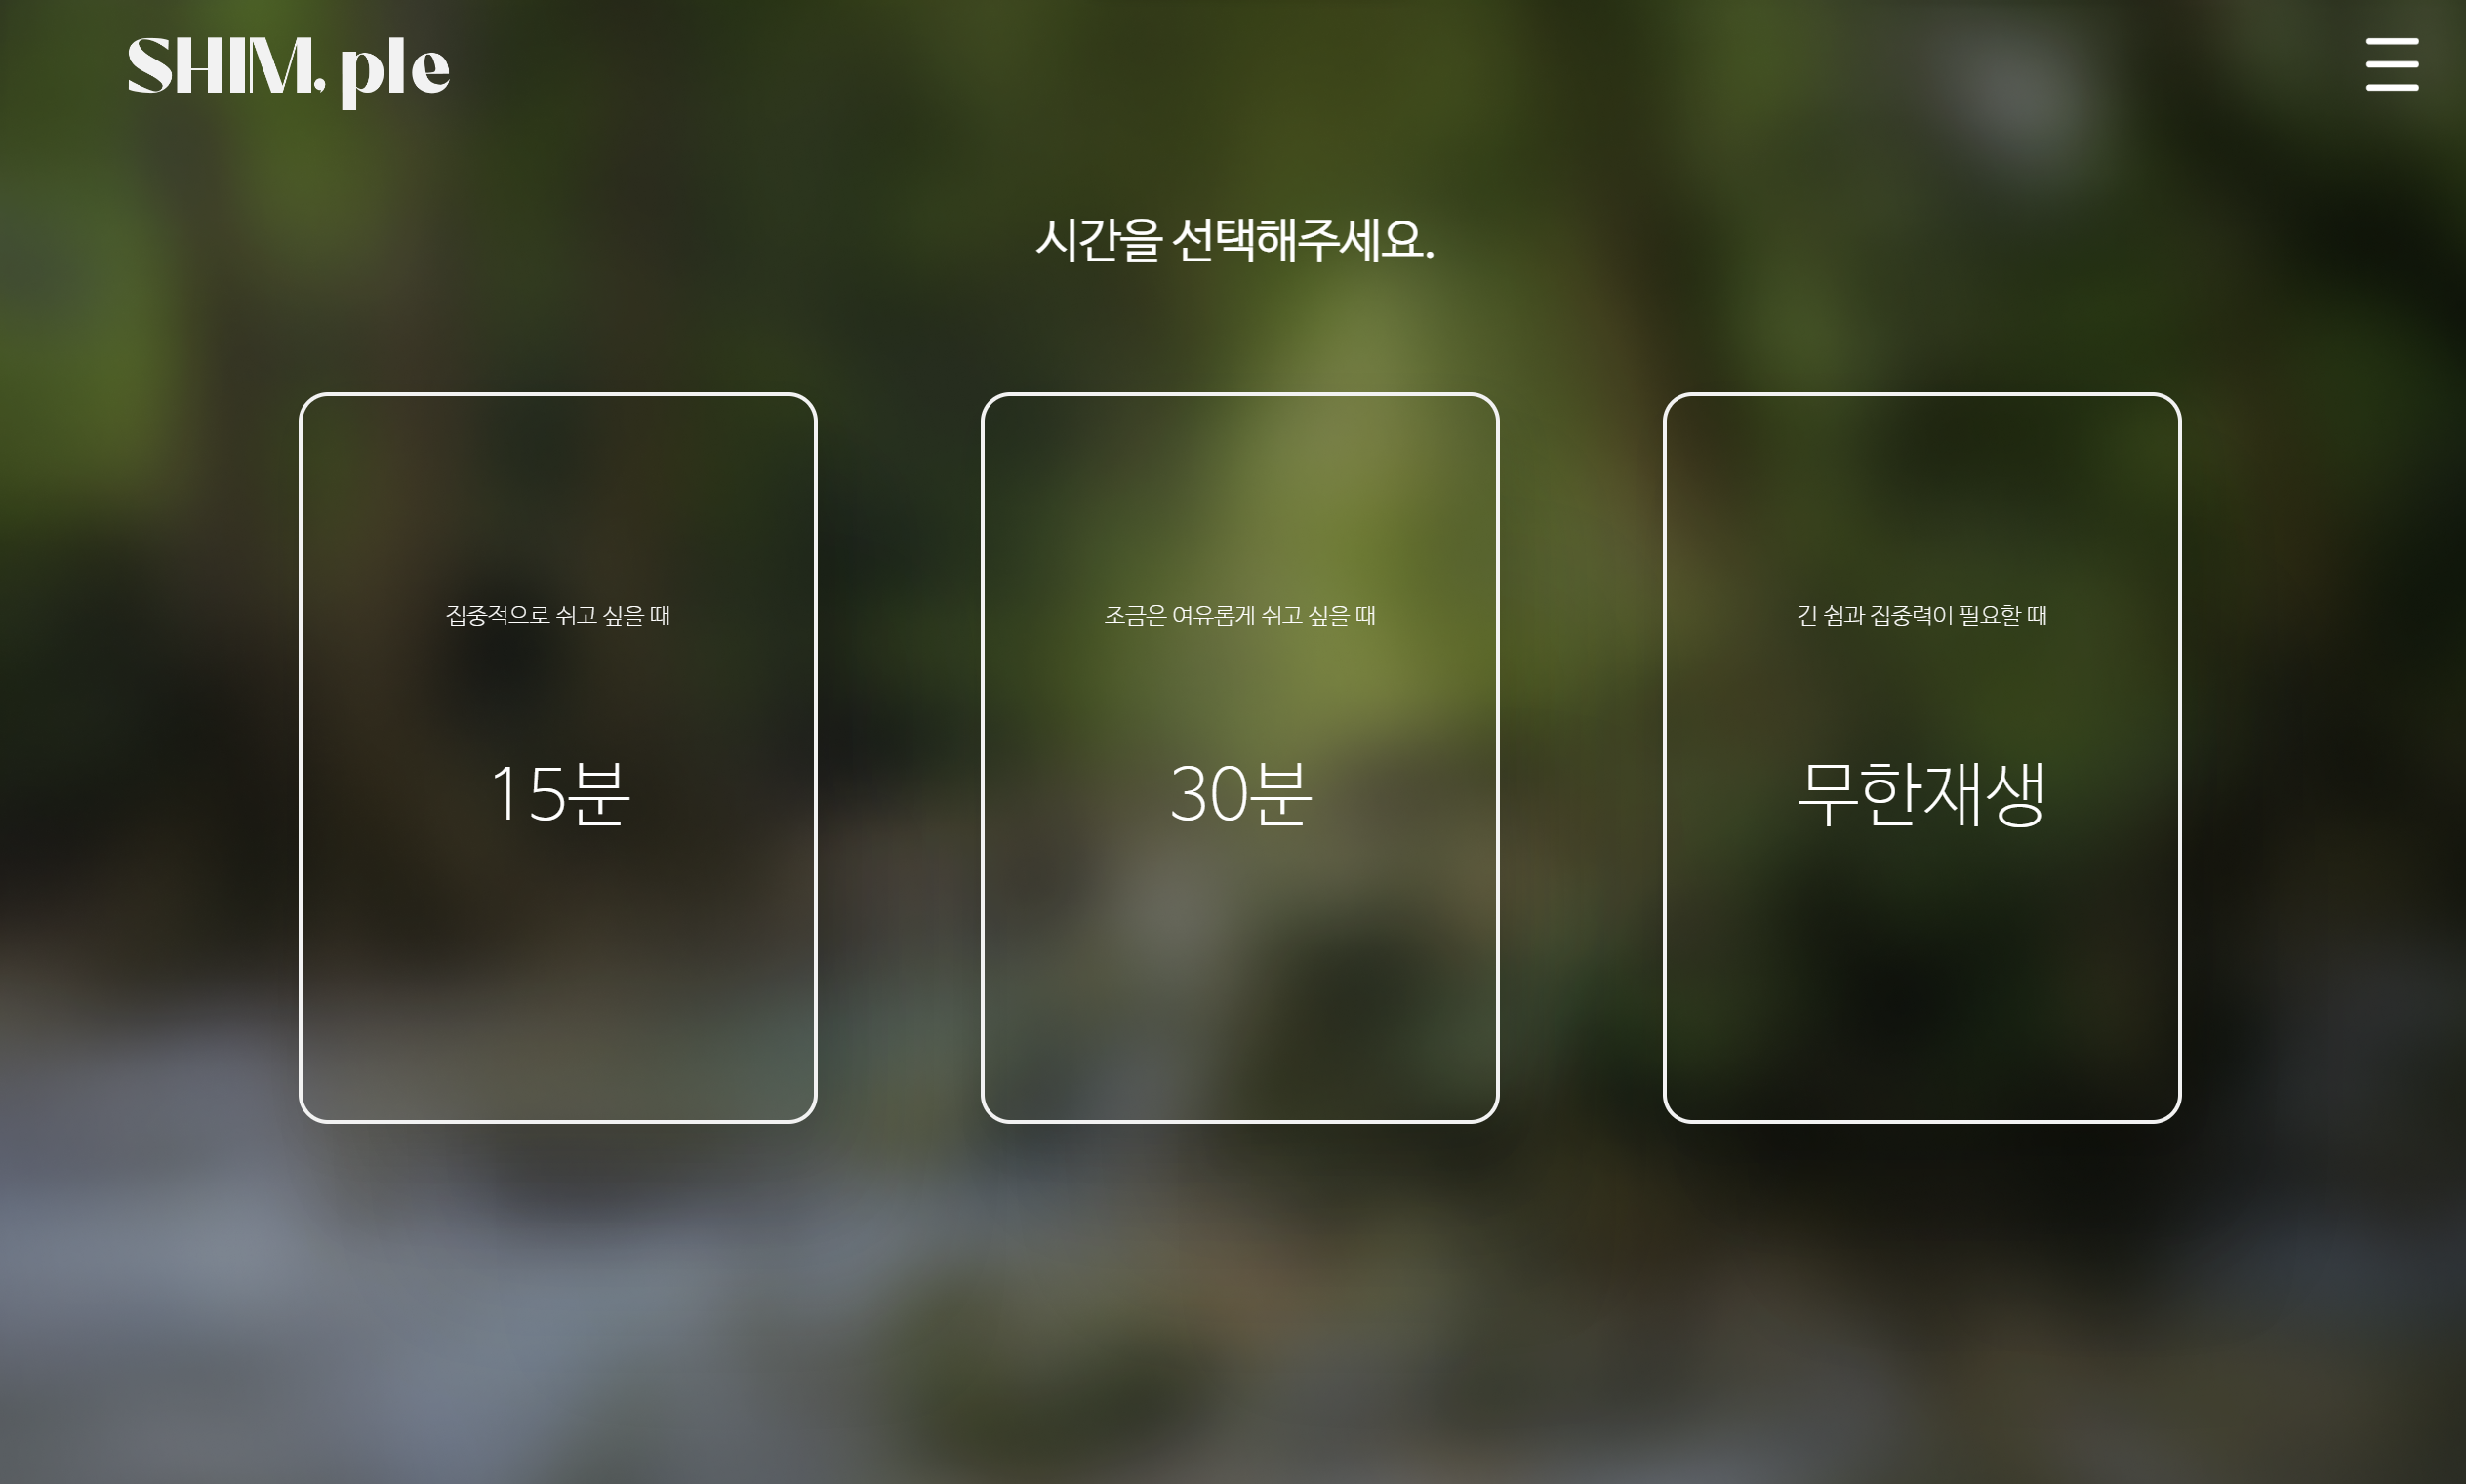 SHIM. ple
시간을 선택해주세요.
집중적으로 쉬고 싶을 때
15분
조금은 여유롭게 쉬고 싶을 때
30분
긴 쉼과 집중력이 필요할 때
무한재생